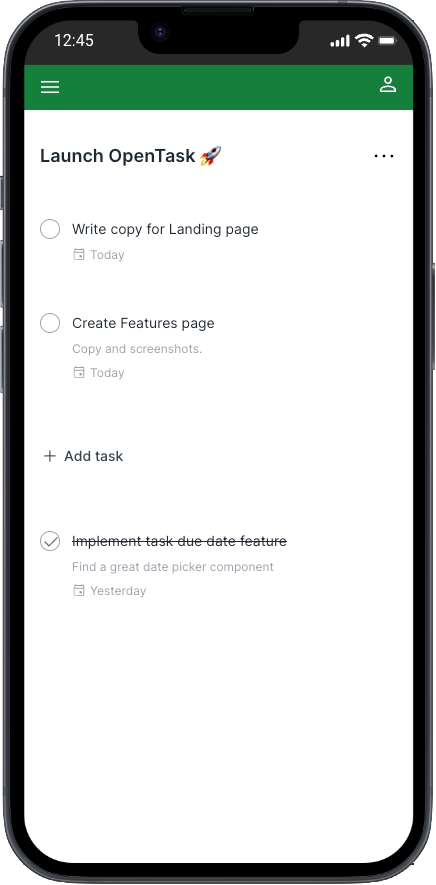 12:45
Launch OpenTask 🚀
Write copy for Landing page
Today
Create Features page
Copy and screenshots.
Today
Add task
Implement task due date feature
Find a great date picker component
Yesterday